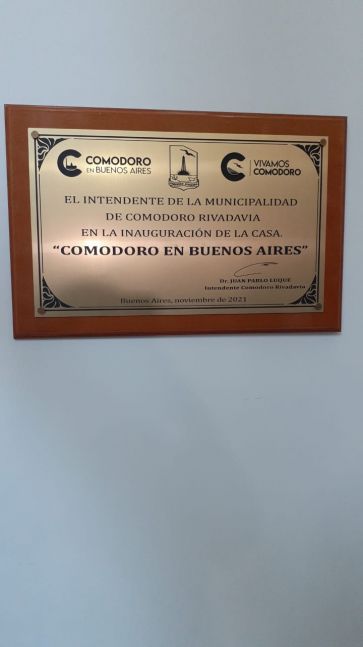 COMODORO
EN BUENOS AIRES
VIVAMOS
COMODORO
EL INTENDENTE DE LA MUNICIPALIDAD
DE COMODORO RIVADAVIA
EN LA INAUGURACIÓN DE LA CASA.
"COMODORO EN BUENOS AIRES"
Dr. JUAN PABLO LUQUE
Intendente Comodoro Rivadavia
Buenos Aires, noviembre de 2021